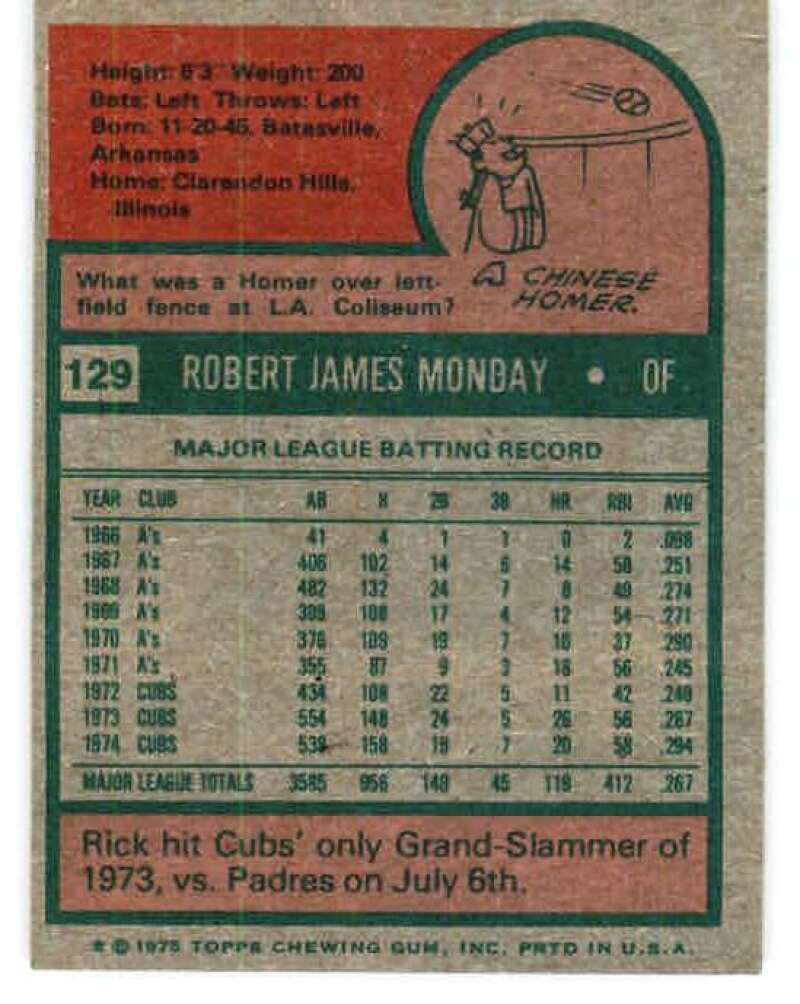 Height: 6'3" Weight: 200
Bats: Left Throws: Left
Born: 11-20-45, Batesville,
Arkansas
Home: Clarendon Hills,
Illinois
What was a Homer over left-
field fence at L.A. Coliseum?
A CHINESE
HOMER.
129 ROBERT JAMES MONDAY • OF
MAJOR LEAGUE BATTING RECORD
YEAR CLUB AB H 2B 3B HR RBI AVG
1966 A's 41 4 1 1 0 2 .098
1967 A's 406 102 14 6 14 58 .251
1968 A's 482 132 24 7 8 49 .274
1969 A's 399 108 17 4 12 54 .271
1970 A's 376 109 19 7 10 37 .290
1971 A's 355 87 9 3 18 56 .245
1972 CUBS 434 108 22 5 11 42 .249
1973 CUBS 554 148 24 5 26 56 .267
1974 CUBS 538 158 19 7 20 58 .294
MAJOR LEAGUE TOTALS 3585 956 149 45 119 412 .267
Rick hit Cubs' only Grand-Slammer of
1973, vs. Padres on July 6th.
* © 1975 TOPPS CHEWING GUM, INC. PRTD IN U.S.A.